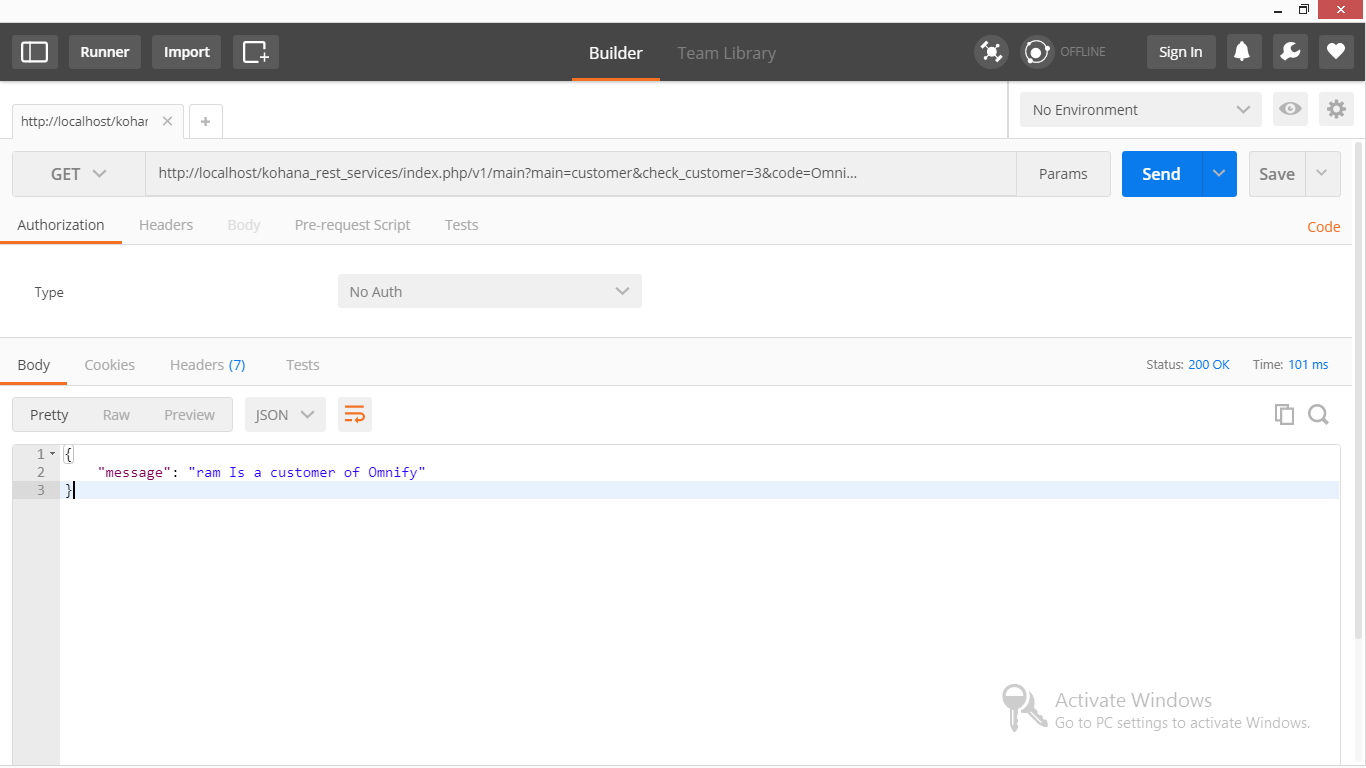 Runner Import Builder Team Library OFFLINE Sign In
http://localhost/kohan No Environment
GET http://localhost/kohana_rest_services/index.php/v1/main?main=customer&check_customer=3&code=Omni... Params Send Save
Authorization Headers Body Pre-request Script Tests Code
Type No Auth
Body Cookies Headers (7) Tests Status: 200 OK Time: 101 ms
Pretty Raw Preview JSON
1 {
2 "message": "ram Is a customer of Omnify"
3 }
Activate Windows
Go to PC settings to activate Windows.